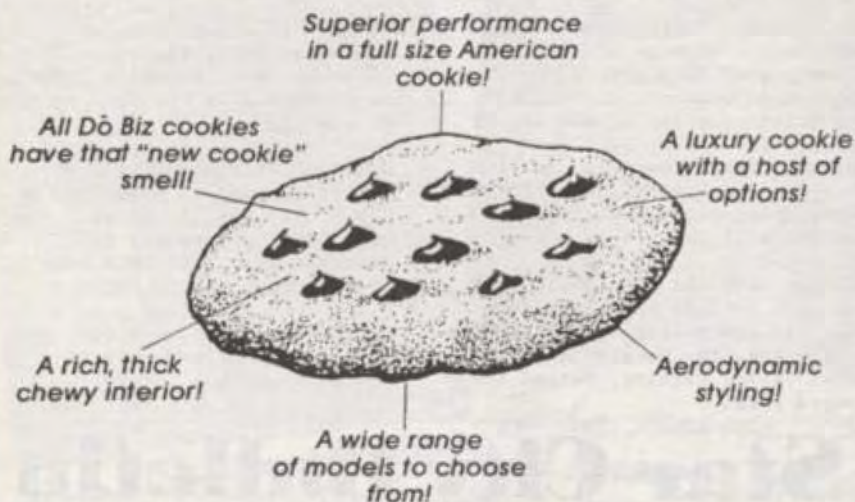 Superior performance
in a full size American
cookie!
All Dō Biz cookies
have that "new cookie"
smell!
A luxury cookie
with a host of
options!
A rich, thick
chewy interior!
Aerodynamic
styling!
A wide range
of models to choose
from!